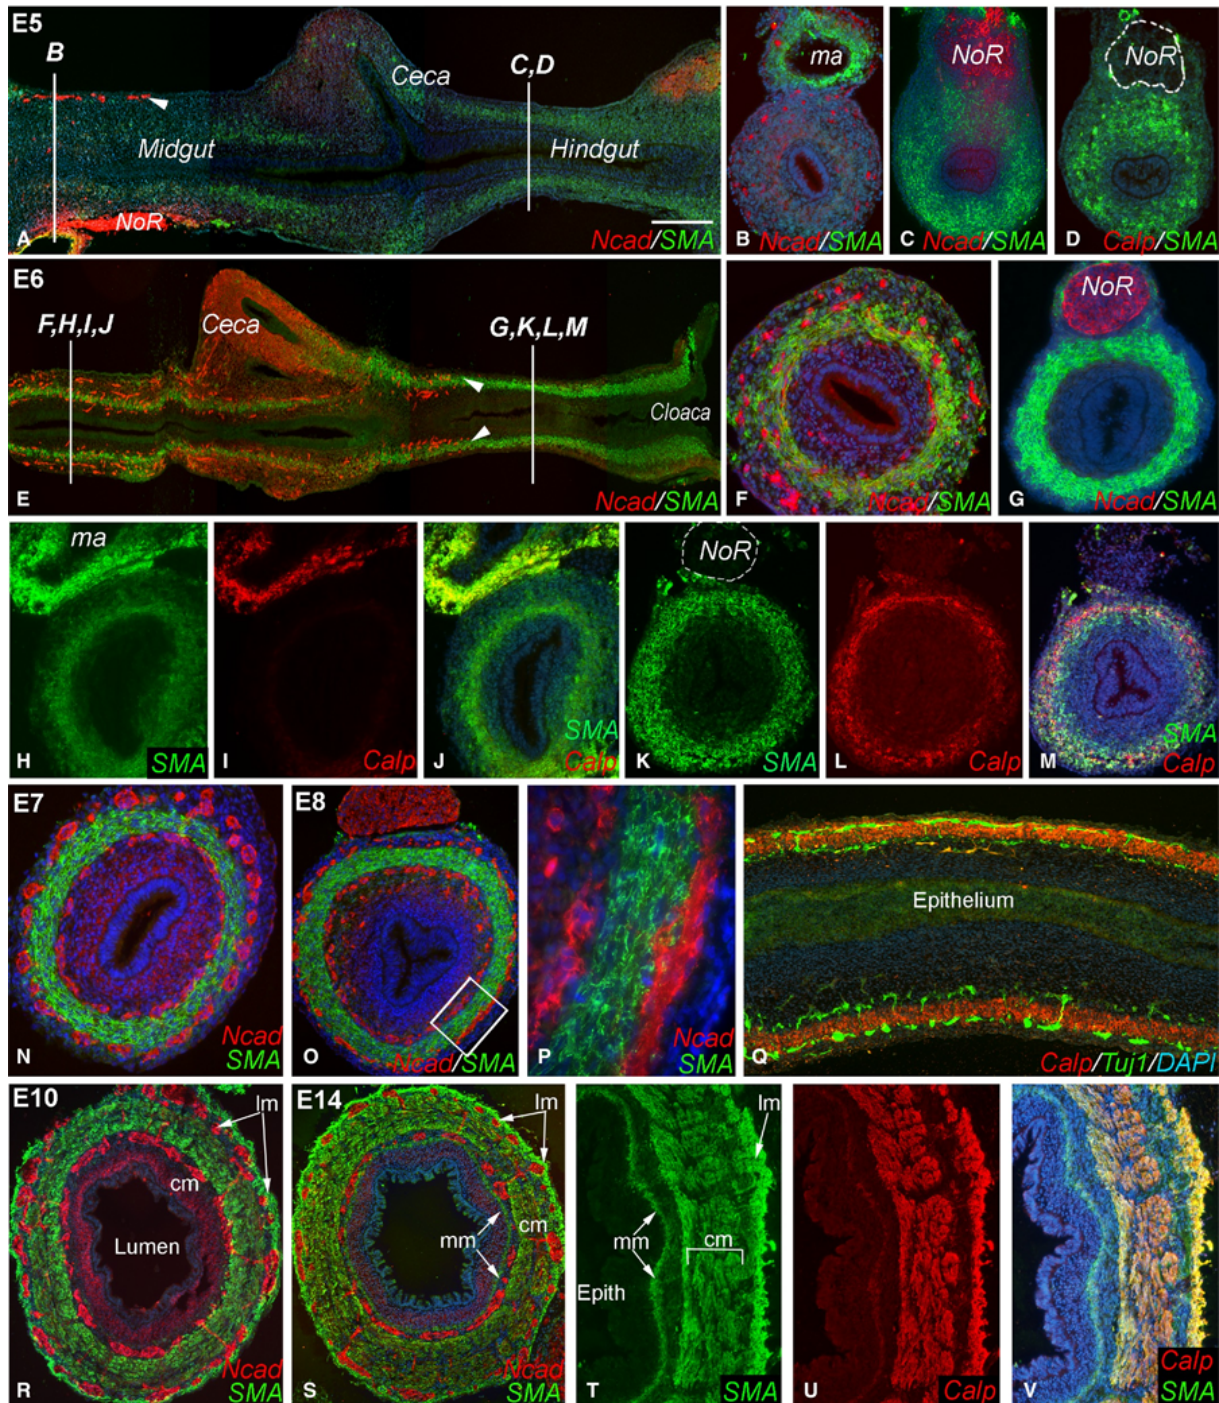 E5
B
Ceca
C,D
Midgut
Hindgut
NoR
A
Ncad/SMA
ma
B
Ncad/SMA
NoR
C
Ncad/SMA
NoR
D
Calp/SMA
E6
F,H,I,J
Ceca
G,K,L,M
Cloaca
E
Ncad/SMA
F
Ncad/SMA
NoR
G
Ncad/SMA
ma
H
SMA
I
Calp
J
SMA
Calp
NoR
K
SMA
L
Calp
M
SMA
Calp
E7
N
Ncad
SMA
E8
O
Ncad/SMA
P
Ncad
SMA
Epithelium
Q
Calp/Tuj1/DAPI
E10
lm
cm
Lumen
R
Ncad
SMA
E14
lm
mm
cm
S
Ncad
SMA
lm
mm
cm
Epith
T
SMA
U
Calp
V
Calp
SMA